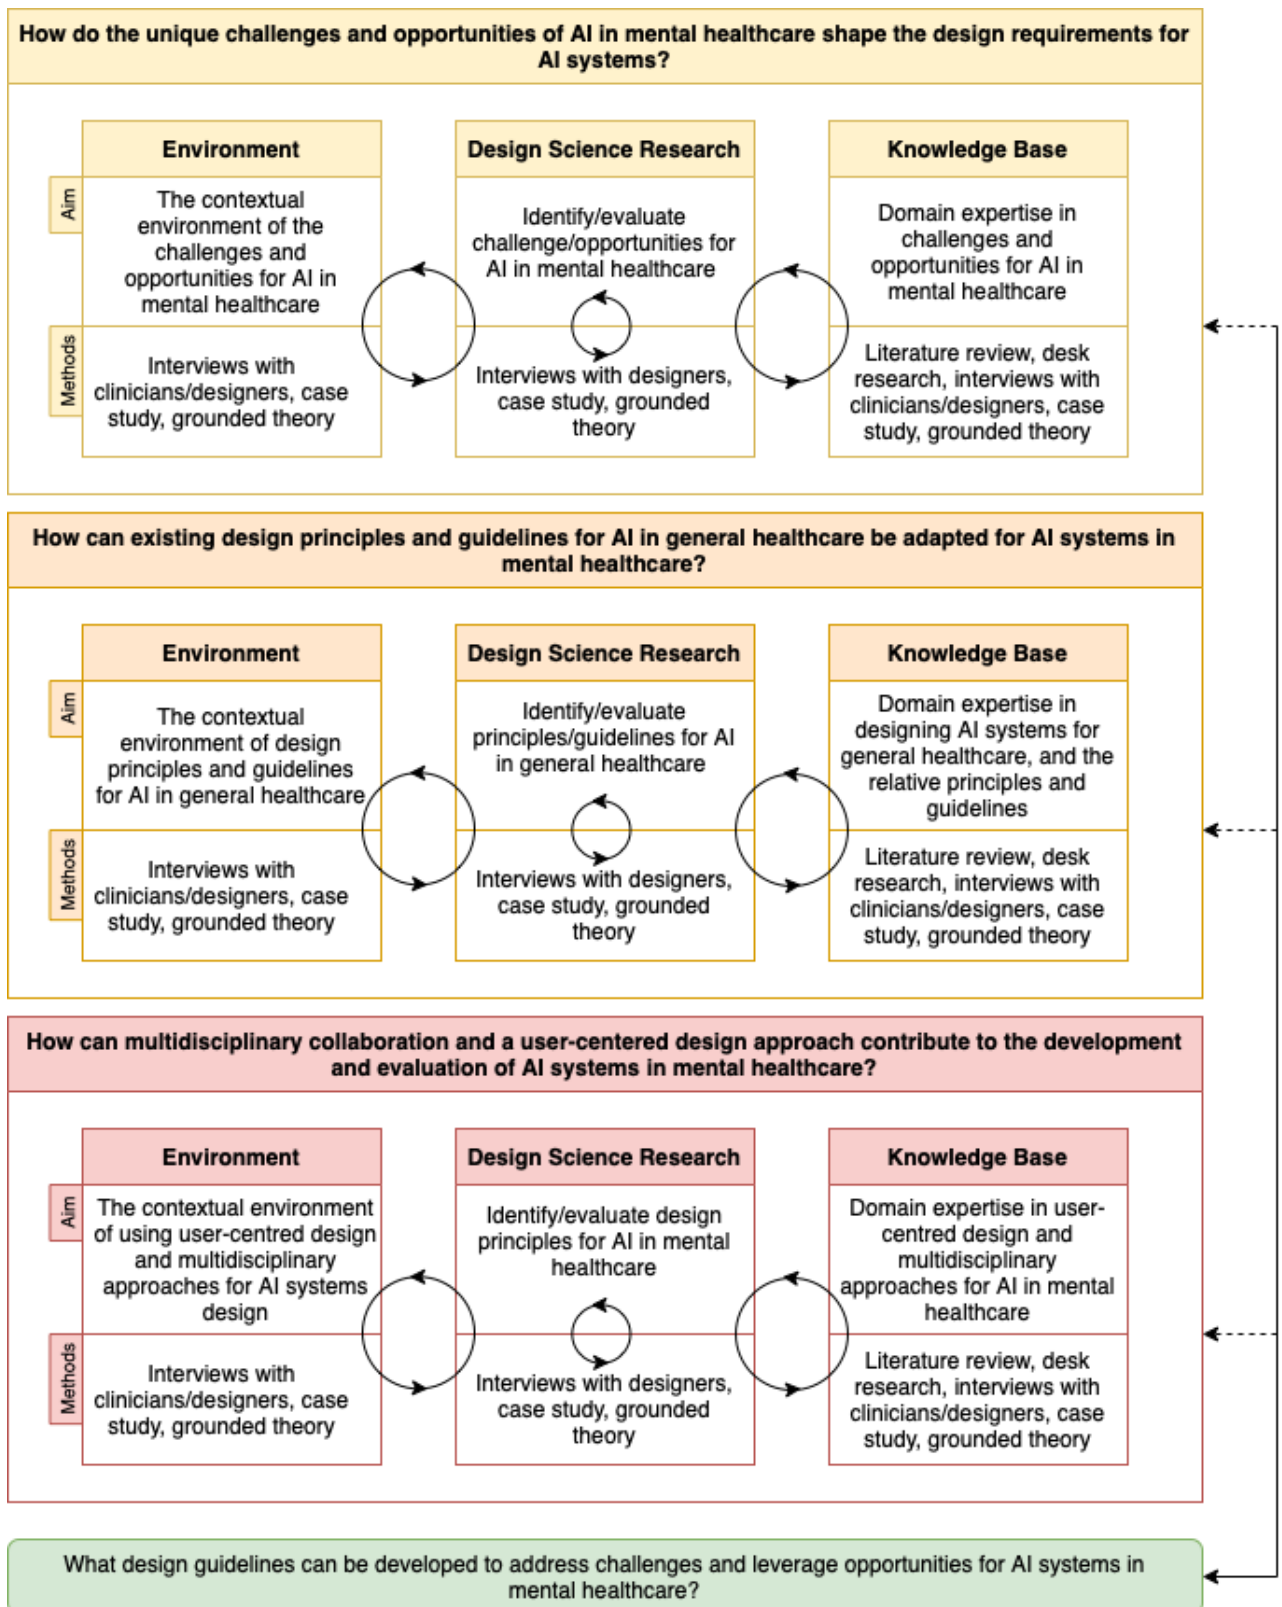 How do the unique challenges and opportunities of AI in mental healthcare shape the design requirements for
AI systems?
Environment
Aim
The contextual
environment of the
challenges and
opportunities for AI in
mental healthcare
Methods
Interviews with
clinicians/designers, case
study, grounded theory
Design Science Research
Identify/evaluate
challenge/opportunities for
AI in mental healthcare
Interviews with designers,
case study, grounded
theory
Knowledge Base
Domain expertise in
challenges and
opportunities for AI in
mental healthcare
Literature review, desk
research, interviews with
clinicians/designers, case
study, grounded theory
How can existing design principles and guidelines for AI in general healthcare be adapted for AI systems in
mental healthcare?
Environment
Aim
The contextual
environment of design
principles and guidelines
for AI in general healthcare
Methods
Interviews with
clinicians/designers, case
study, grounded theory
Design Science Research
Identify/evaluate
principles/guidelines for AI
in general healthcare
Interviews with designers,
case study, grounded
theory
Knowledge Base
Domain expertise in
designing AI systems for
general healthcare, and the
relative principles and
guidelines
Literature review, desk
research, interviews with
clinicians/designers, case
study, grounded theory
How can multidisciplinary collaboration and a user-centered design approach contribute to the development
and evaluation of AI systems in mental healthcare?
Environment
Aim
The contextual environment
of using user-centred design
and multidisciplinary
approaches for AI systems
design
Methods
Interviews with
clinicians/designers, case
study, grounded theory
Design Science Research
Identify/evaluate design
principles for AI in mental
healthcare
Interviews with designers,
case study, grounded
theory
Knowledge Base
Domain expertise in user-
centred design and
multidisciplinary
approaches for AI in mental
healthcare
Literature review, desk
research, interviews with
clinicians/designers, case
study, grounded theory
What design guidelines can be developed to address challenges and leverage opportunities for AI systems in
mental healthcare?